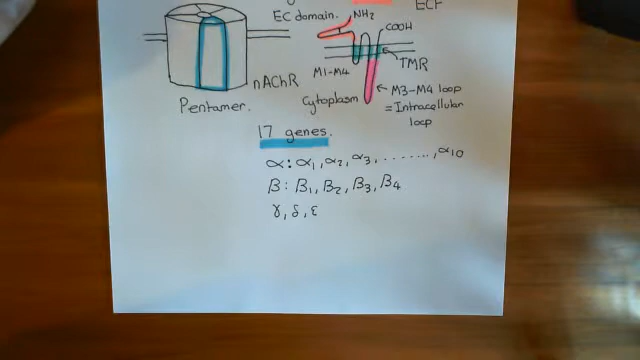 ECF
EC domain.
NH2
COOH
M1-M4
TMR
nAChR
Pentamer.
Cytoplasm
M3-M4 loop
= Intracellular
loop
17 genes.
α: α1, α2, α3, ........, α10
β: β1, β2, β3, β4
γ, δ, ε